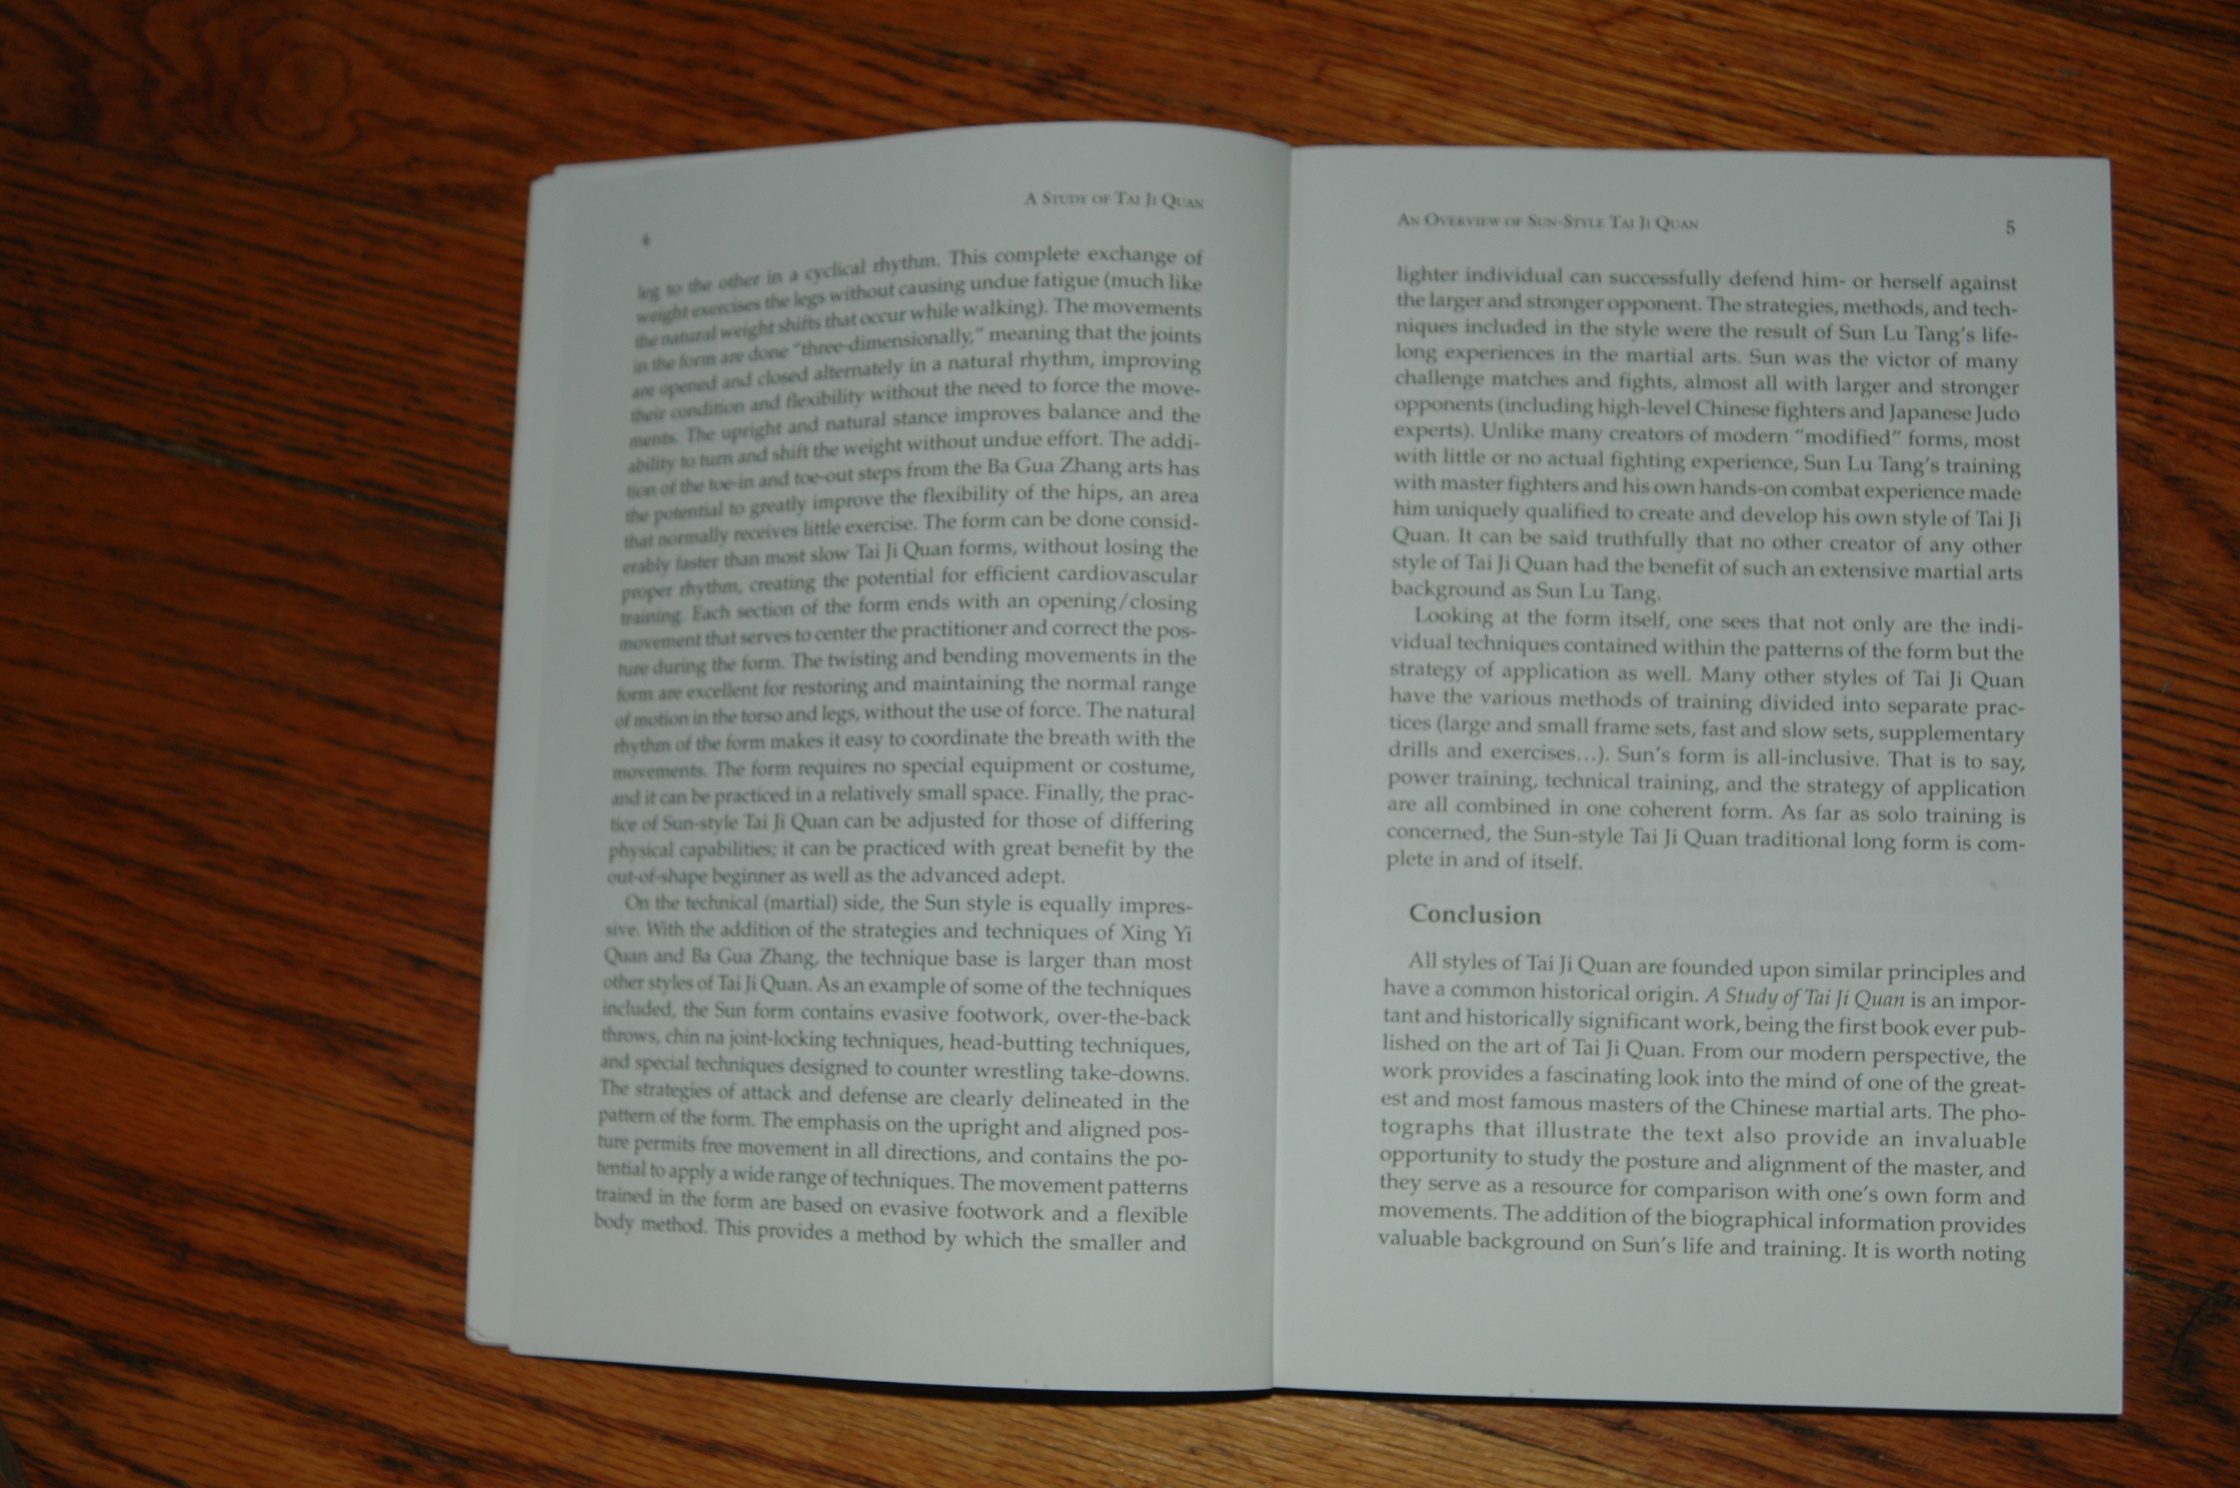 4
A STUDY OF TAI JI QUAN
leg to the other in a cyclical rhythm. This complete exchange of
weight exercises the legs without causing undue fatigue (much like
the natural weight shifts that occur while walking). The movements
in the form are done "three-dimensionally," meaning that the joints
are opened and closed alternately in a natural rhythm, improving
their condition and flexibility without the need to force the move-
ments. The upright and natural stance improves balance and the
ability to turn and shift the weight without undue effort. The addi-
tion of the toe-in and toe-out steps from the Ba Gua Zhang arts has
the potential to greatly improve the flexibility of the hips, an area
that normally receives little exercise. The form can be done consid-
erably faster than most slow Tai Ji Quan forms, without losing the
proper rhythm, creating the potential for efficient cardiovascular
training. Each section of the form ends with an opening/closing
movement that serves to center the practitioner and correct the pos-
ture during the form. The twisting and bending movements in the
form are excellent for restoring and maintaining the normal range
of motion in the torso and legs, without the use of force. The natural
rhythm of the form makes it easy to coordinate the breath with the
movements. The form requires no special equipment or costume,
and it can be practiced in a relatively small space. Finally, the prac-
tice of Sun-style Tai Ji Quan can be adjusted for those of differing
physical capabilities; it can be practiced with great benefit by the
out-of-shape beginner as well as the advanced adept.
On the technical (martial) side, the Sun style is equally impres-
sive. With the addition of the strategies and techniques of Xing Yi
Quan and Ba Gua Zhang, the technique base is larger than most
other styles of Tai Ji Quan. As an example of some of the techniques
included, the Sun form contains evasive footwork, over-the-back
throws, chin na joint-locking techniques, head-butting techniques,
and special techniques designed to counter wrestling take-downs.
The strategies of attack and defense are clearly delineated in the
pattern of the form. The emphasis on the upright and aligned pos-
ture permits free movement in all directions, and contains the po-
tential to apply a wide range of techniques. The movement patterns
trained in the form are based on evasive footwork and a flexible
body method. This provides a method by which the smaller and
AN OVERVIEW OF SUN-STYLE TAI JI QUAN
5
lighter individual can successfully defend him- or herself against
the larger and stronger opponent. The strategies, methods, and tech-
niques included in the style were the result of Sun Lu Tang's life-
long experiences in the martial arts. Sun was the victor of many
challenge matches and fights, almost all with larger and stronger
opponents (including high-level Chinese fighters and Japanese Judo
experts). Unlike many creators of modern "modified" forms, most
with little or no actual fighting experience, Sun Lu Tang's training
with master fighters and his own hands-on combat experience made
him uniquely qualified to create and develop his own style of Tai Ji
Quan. It can be said truthfully that no other creator of any other
style of Tai Ji Quan had the benefit of such an extensive martial arts
background as Sun Lu Tang.
Looking at the form itself, one sees that not only are the indi-
vidual techniques contained within the patterns of the form but the
strategy of application as well. Many other styles of Tai Ji Quan
have the various methods of training divided into separate prac-
tices (large and small frame sets, fast and slow sets, supplementary
drills and exercises...). Sun's form is all-inclusive. That is to say,
power training, technical training, and the strategy of application
are all combined in one coherent form. As far as solo training is
concerned, the Sun-style Tai Ji Quan traditional long form is com-
plete in and of itself.
Conclusion
All styles of Tai Ji Quan are founded upon similar principles and
have a common historical origin. A Study of Tai Ji Quan is an impor-
tant and historically significant work, being the first book ever pub-
lished on the art of Tai Ji Quan. From our modern perspective, the
work provides a fascinating look into the mind of one of the great-
est and most famous masters of the Chinese martial arts. The pho-
tographs that illustrate the text also provide an invaluable
opportunity to study the posture and alignment of the master, and
they serve as a resource for comparison with one's own form and
movements. The addition of the biographical information provides
valuable background on Sun's life and training. It is worth noting